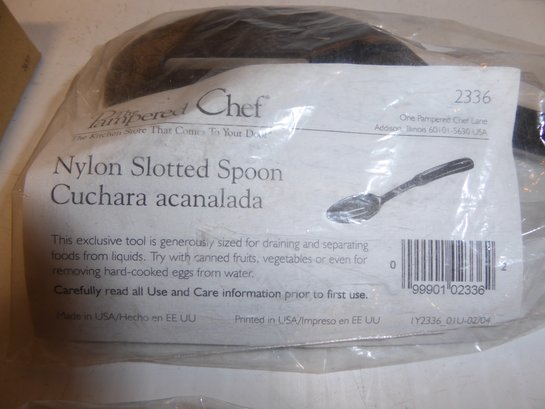 The Pampered Chef®
2336
The Kitchen Store That Comes To Your Door
One Pampered Chef Lane
Addison, Illinois 60101-5630 USA
Nylon Slotted Spoon
Cuchara acanalada
This exclusive tool is generously sized for draining and separating
foods from liquids. Try with canned fruits, vegetables or even for
removing hard-cooked eggs from water.
Carefully read all Use and Care information prior to first use.
0 99901 02336 2
Made in USA/Hecho en EE UU
Printed in USA/Impreso en EE UU
IY2336_01U-02/04